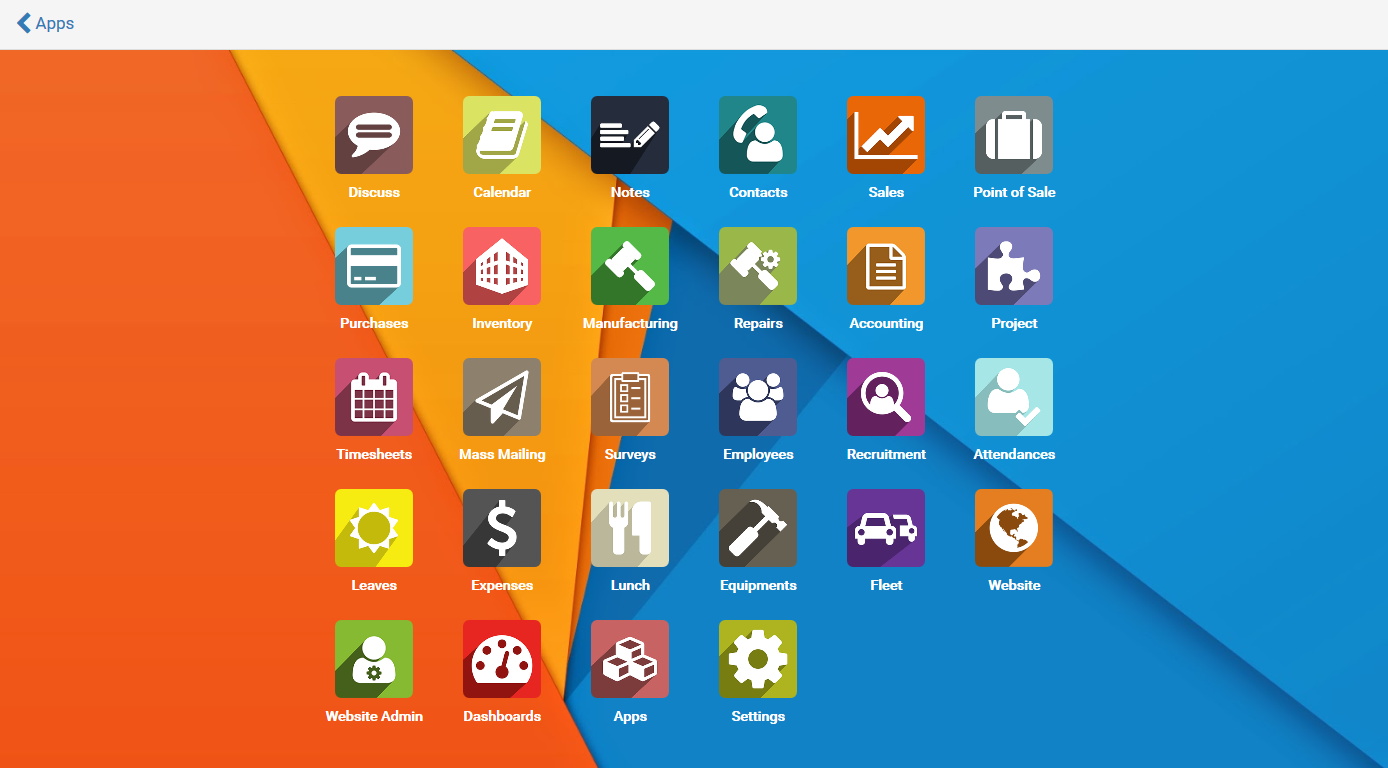 Apps
Discuss Calendar Notes Contacts Sales Point of Sale
Purchases Inventory Manufacturing Repairs Accounting Project
Timesheets Mass Mailing Surveys Employees Recruitment Attendances
Leaves Expenses Lunch Equipments Fleet Website
Website Admin Dashboards Apps Settings